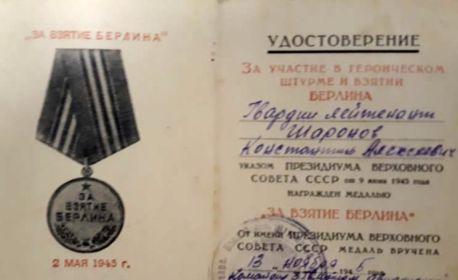 „ЗА ВЗЯТИЕ БЕРЛИНА“
ЗА
ВЗЯТИЕ
БЕРЛИНА
2 МАЯ 1945 г.
УДОСТОВЕРЕНИЕ
ЗА УЧАСТИЕ В ГЕРОИЧЕСКОМ
ШТУРМЕ И ВЗЯТИИ
БЕРЛИНА
Гвардии лейтенант
Шаронов
Константин Алексеевич
УКАЗОМ ПРЕЗИДИУМА ВЕРХОВНОГО
СОВЕТА СССР от 9 июня 1945 года
НАГРАЖДЕН МЕДАЛЬЮ
„ЗА ВЗЯТИЕ БЕРЛИНА“
ОТ имени ПРЕЗИДИУМА ВЕРХОВНОГО
СОВЕТА СССР МЕДАЛЬ ВРУЧЕНА
13 ноября 194
Командир